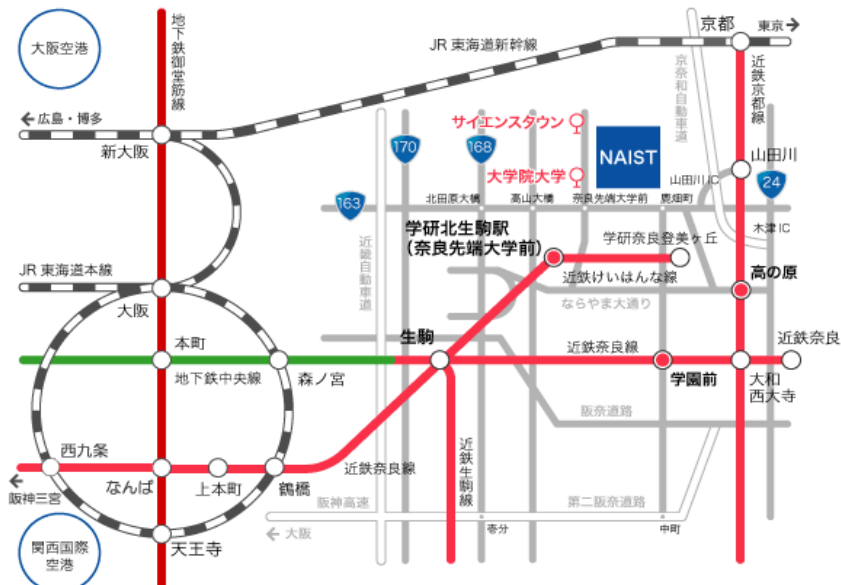 大阪空港
地下鉄御堂筋線
京都
東京
JR 東海道新幹線
近鉄京都線
京奈和自動車道
広島・博多
新大阪
サイエンスタウン
170
168
NAIST
山田川
大学院大学
山田川 IC
24
163
北田原大橋
高山大橋
奈良先端大学前
鹿畑町
木津 IC
学研北生駒駅
(奈良先端大学前)
学研奈良登美ヶ丘
近畿自動車道
JR 東海道本線
近鉄けいはんな線
高の原
大阪
ならやま大通り
本町
生駒
近鉄奈良線
近鉄奈良
地下鉄中央線
森ノ宮
学園前
大和
西大寺
阪奈道路
西九条
近鉄奈良線
近鉄生駒線
阪神三宮
なんば
上本町
鶴橋
阪神高速
第二阪奈道路
大阪
壱分
中町
関西国際
空港
天王寺